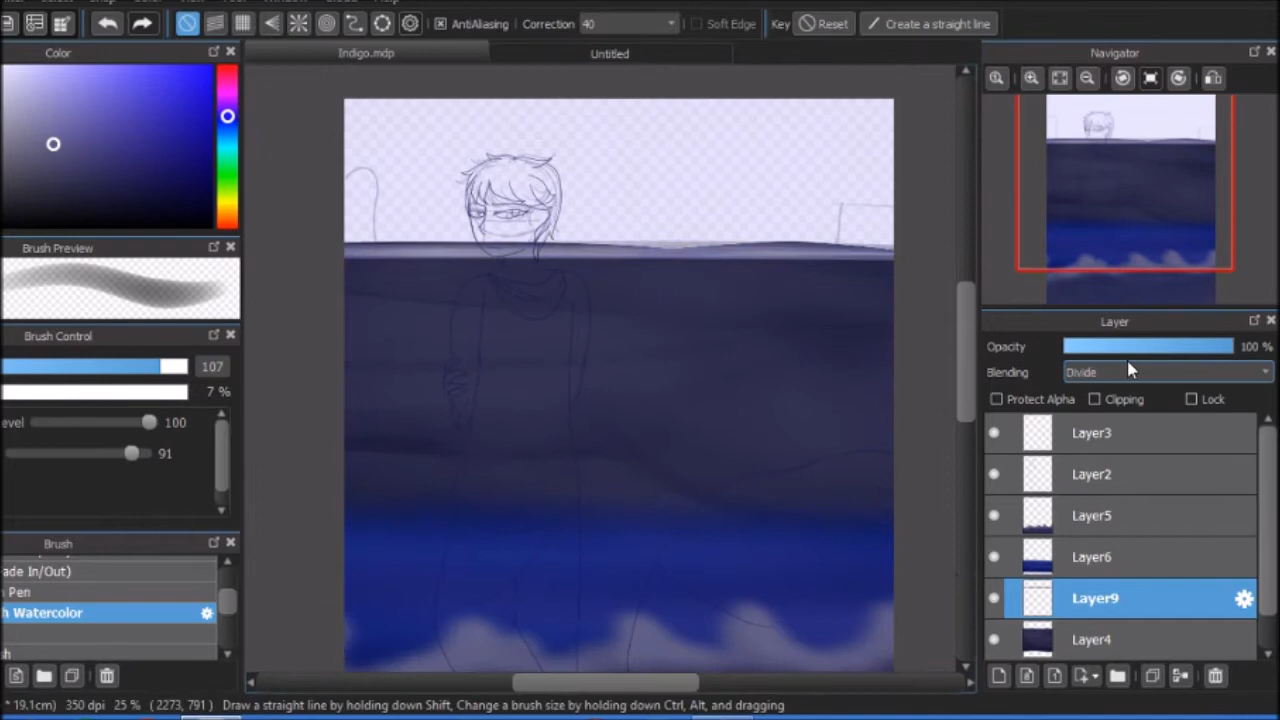 AntiAliasing Correction 40 Soft Edge Key Reset Create a straight line
Color
Indigo.mdp Untitled
Navigator
Brush Preview
Brush Control
107
7 %
evel 100
91
Layer
Opacity 100 %
Blending Divide
Protect Alpha Clipping Lock
Layer3
Layer2
Layer5
Layer6
Layer9
Layer4
Brush
ade In/Out)
Pen
h Watercolor
sh
* 19.1cm) 350 dpi 25 % ( 2273, 791 ) Draw a straight line by holding down Shift, Change a brush size by holding down Ctrl, Alt, and dragging